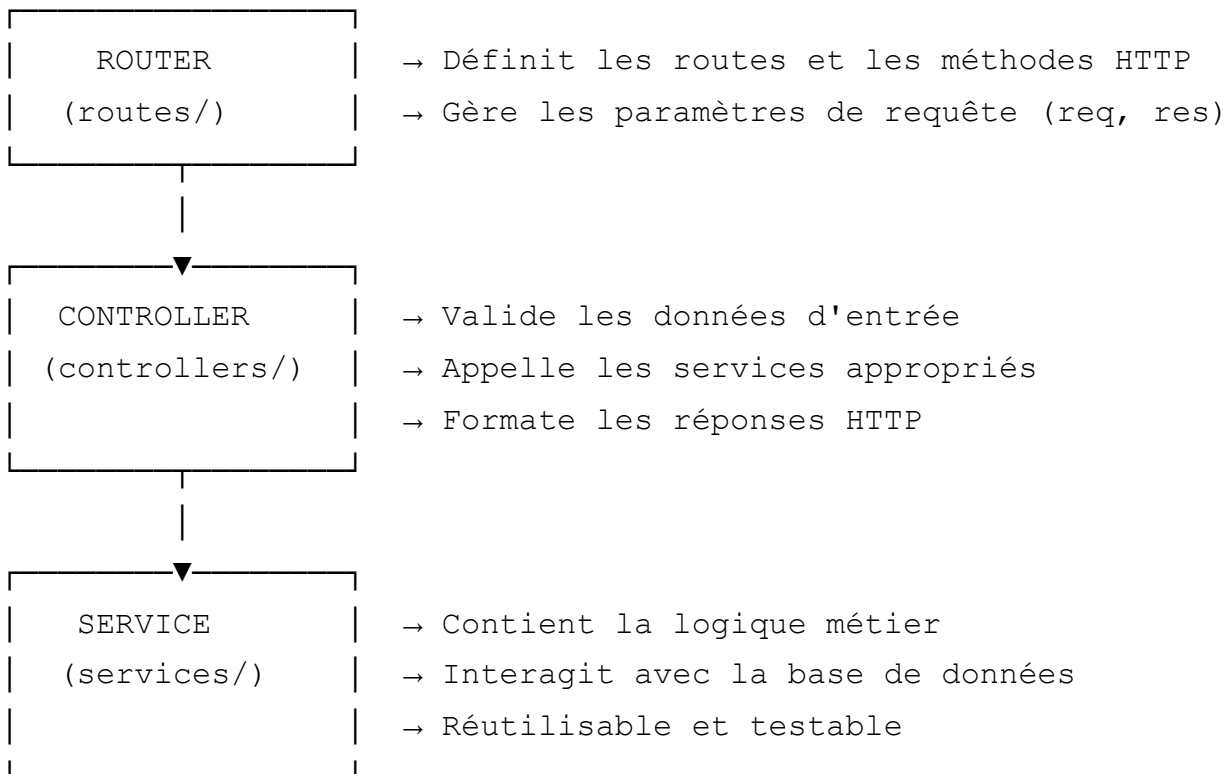 ROUTER → Définit les routes et les méthodes HTTP
(routes/) → Gère les paramètres de requête (req, res)
CONTROLLER → Valide les données d'entrée
(controllers/) → Appelle les services appropriés
→ Formate les réponses HTTP
SERVICE → Contient la logique métier
(services/) → Interagit avec la base de données
→ Réutilisable et testable